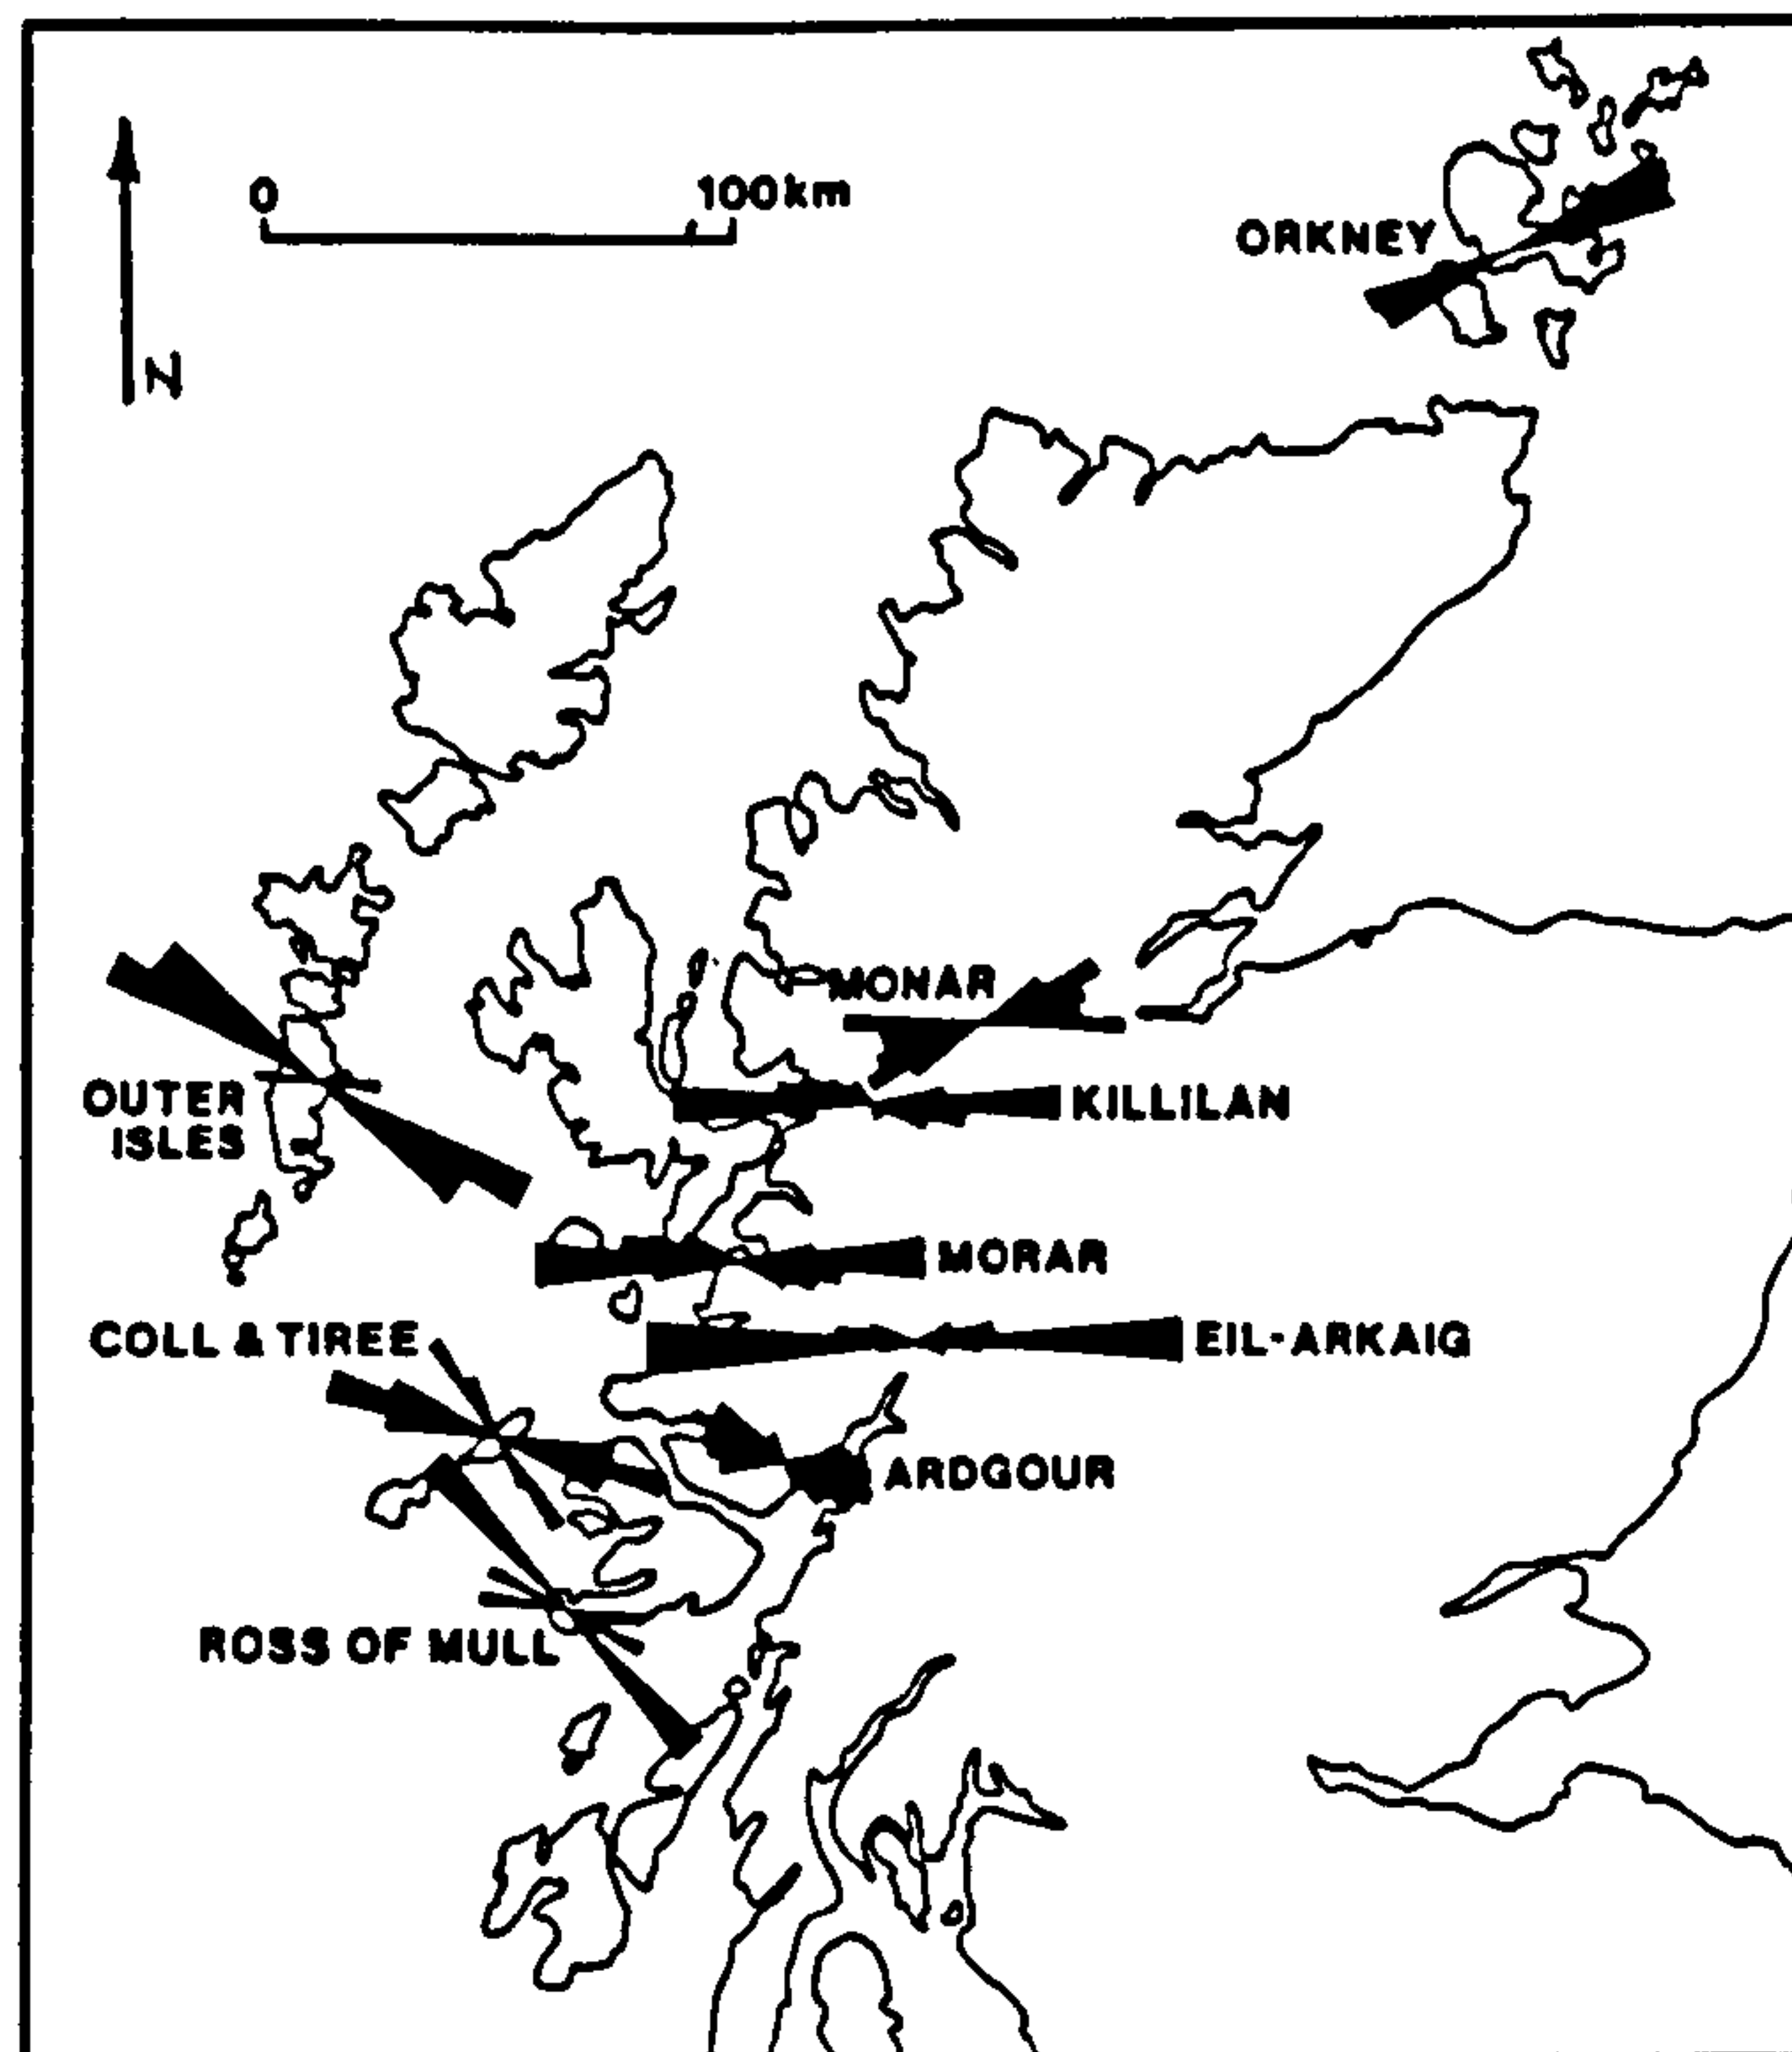 0 100km
ORKNEY
N
MONAR
OUTER
ISLES
KILLILAN
MORAR
COLL & TIREE
EIL-ARKAIG
ARDGOUR
ROSS OF MULL